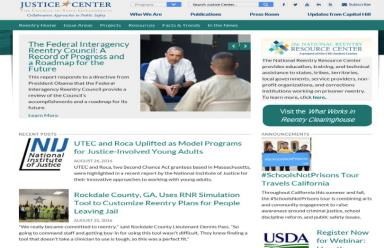 JUSTICE CENTER
Programs
Search Justice Center...
Collaborative Approaches to Public Safety
Who We Are
Publications
Press Room
Updates from Capitol Hill
Reentry Home
Issue Areas
Projects
Resources
Facts & Trends
In the News
The Federal Interagency
Reentry Council: A
Record of Progress and
a Roadmap for the
Future
This report responds to a directive from
President Obama that the Federal
Interagency Reentry Council provide a
review of the Council's
accomplishments and a roadmap for its
future.
Learn More
the NATIONAL REENTRY
RESOURCE CENTER
The National Reentry Resource Center
provides education, training, and technical
assistance to states, tribes, territories,
local governments, service providers, non-
profit organizations, and corrections
institutions working on prisoner reentry.
To learn more, click here.
Visit the What Works in
Reentry Clearinghouse
RECENT POSTS
NIJ
National
Institute
of Justice
UTEC and Roca Uplifted as Model Programs
for Justice-Involved Young Adults
AUGUST 26, 2016
UTEC and Roca, two Second Chance Act grantees based in Massachusetts,
were highlighted in a recent report by the National Institute of Justice for
their innovative approaches to working with young adults.
Rockdale County, GA, Uses RNR Simulation
Tool to Customize Reentry Plans for People
Leaving Jail
"We really became committed to reentry," said Rockdale County Lieutenant Dennis Pass. "So
going to command staff and getting buy-in for using this tool wasn't difficult. They knew finding a
tool that doesn't take a clinician to use is tough, so this was a perfect fit."
ANNOUNCEMENTS
#SchoolsNotPrisons Tour
Travels California
Throughout California this summer and fall,
the #SchoolsNotPrisons tour is combining arts
and community engagement to
raise awareness around criminal justice, school
discipline reform, and public safety issues.
USDA
Register Now for
Webinar: How